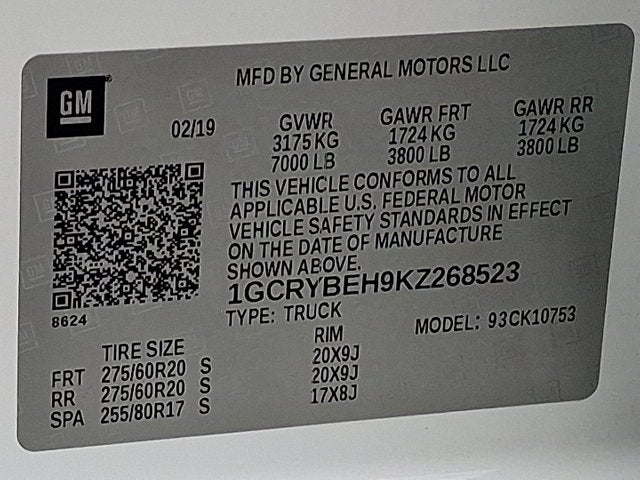 GM
MFD BY GENERAL MOTORS LLC
02/19
GVWR GAWR FRT GAWR RR
3175 KG 1724 KG 1724 KG
7000 LB 3800 LB 3800 LB
THIS VEHICLE CONFORMS TO ALL
APPLICABLE U.S. FEDERAL MOTOR
VEHICLE SAFETY STANDARDS IN EFFECT
ON THE DATE OF MANUFACTURE
SHOWN ABOVE.
8624
1GCRYBEH9KZ268523
TYPE: TRUCK MODEL: 93CK10753
TIRE SIZE RIM
FRT 275/60R20 S 20X9J
RR 275/60R20 S 20X9J
SPA 255/80R17 S 17X8J